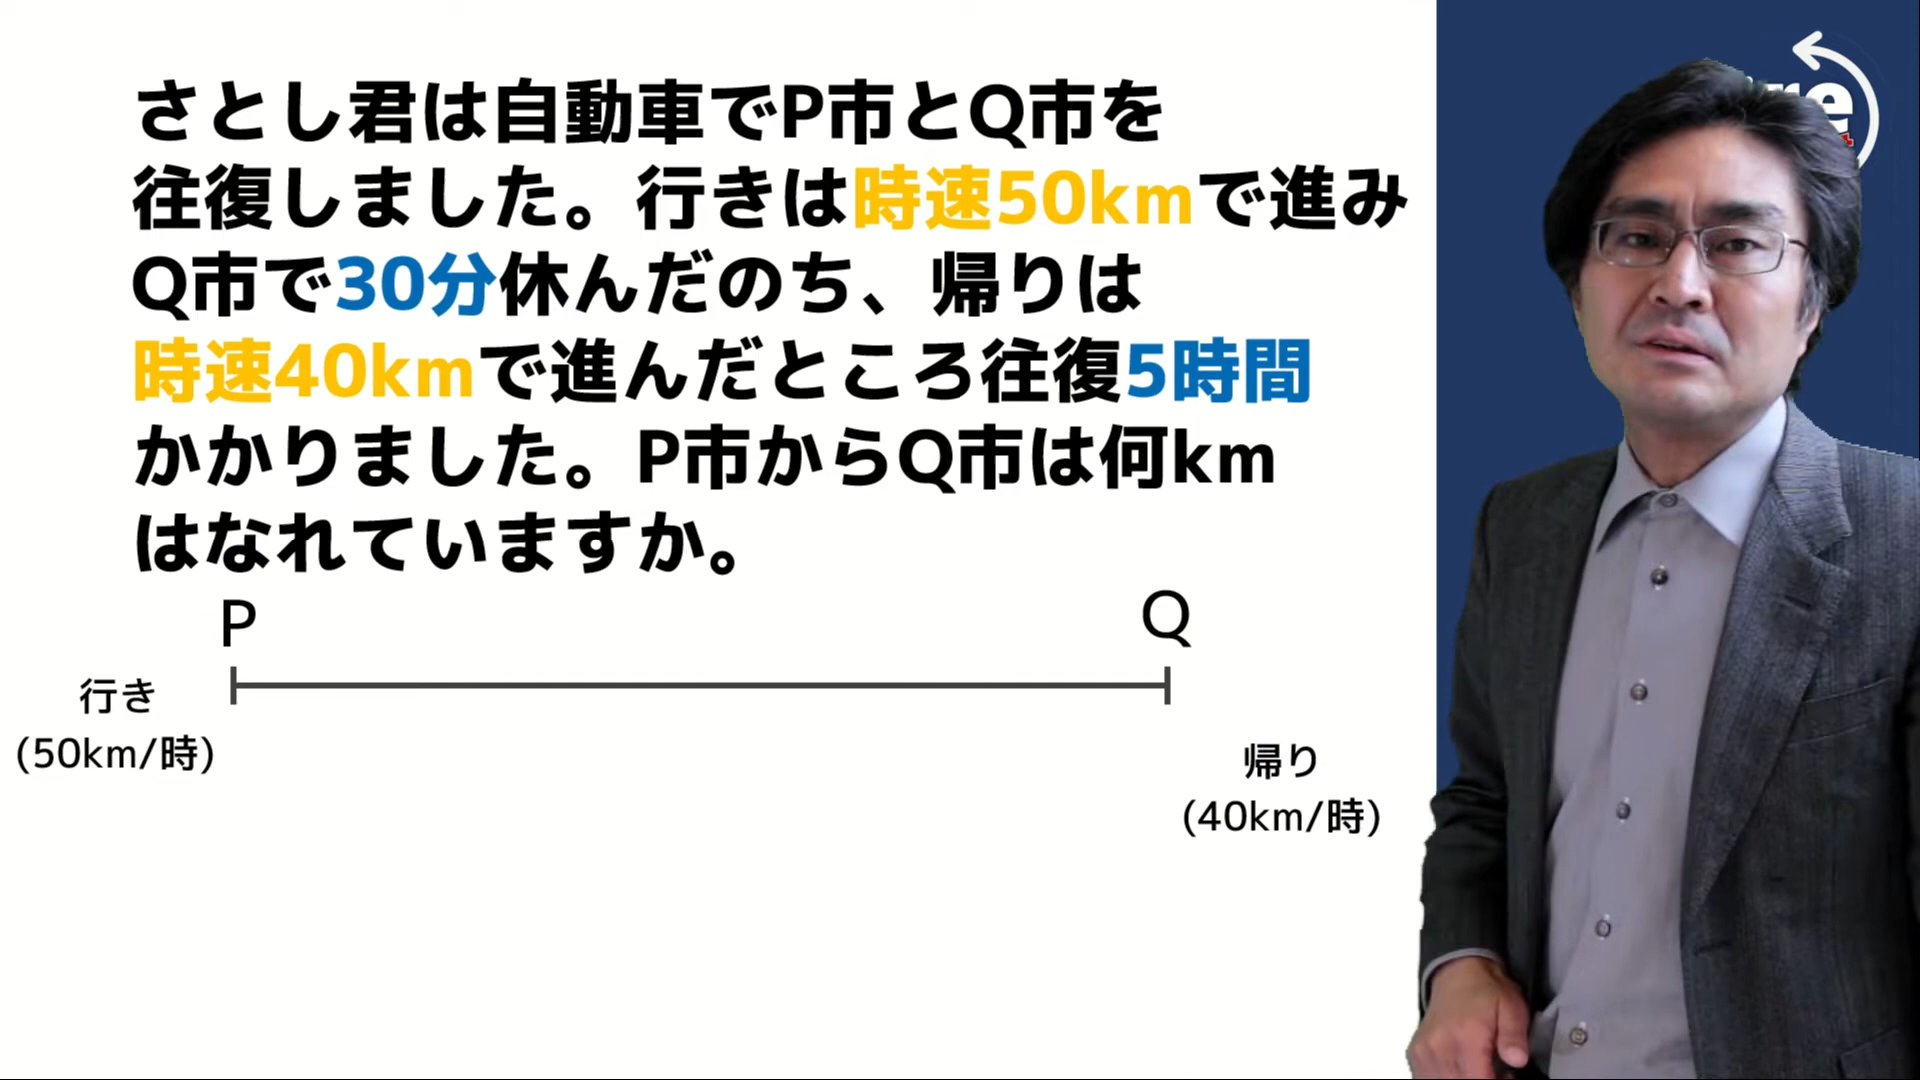 さとし君は自動車でP市とQ市を
往復しました。行きは時速50kmで進み
Q市で30分休んだのち、帰りは
時速40kmで進んだところ往復5時間
かかりました。P市からQ市は何km
はなれていますか。
P
Q
行き
(50km/時)
帰り
(40km/時)